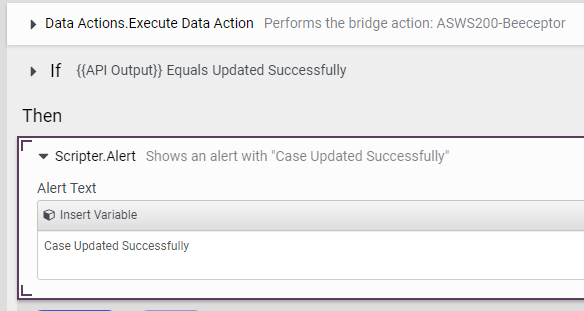 Data Actions.Execute Data Action Performs the bridge action: ASWS200-Beeceptor
If {{API Output}} Equals Updated Successfully
Then
Scripter.Alert Shows an alert with "Case Updated Successfully"
Alert Text
Insert Variable
Case Updated Successfully